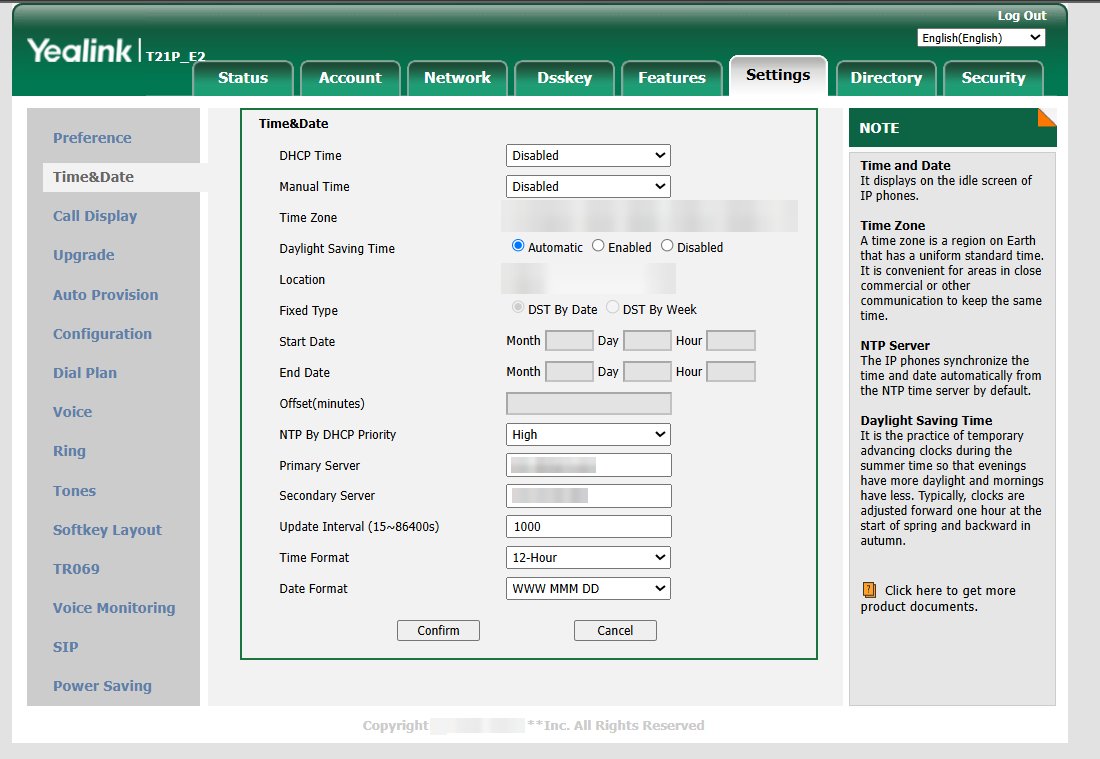 Log Out
English(English)
Yealink | T21P_E2
Status Account Network Dsskey Features Settings Directory Security
Preference
Time&Date
Call Display
Upgrade
Auto Provision
Configuration
Dial Plan
Voice
Ring
Tones
Softkey Layout
TR069
Voice Monitoring
SIP
Power Saving
Time&Date
DHCP Time Disabled
Manual Time Disabled
Time Zone
Daylight Saving Time Automatic Enabled Disabled
Location
Fixed Type DST By Date DST By Week
Start Date Month Day Hour
End Date Month Day Hour
Offset(minutes)
NTP By DHCP Priority High
Primary Server
Secondary Server
Update Interval (15~86400s) 1000
Time Format 12-Hour
Date Format WWW MMM DD
Confirm Cancel
NOTE
Time and Date
It displays on the idle screen of
IP phones.
Time Zone
A time zone is a region on Earth
that has a uniform standard time.
It is convenient for areas in close
commercial or other
communication to keep the same
time.
NTP Server
The IP phones synchronize the
time and date automatically from
the NTP time server by default.
Daylight Saving Time
It is the practice of temporary
advancing clocks during the
summer time so that evenings
have more daylight and mornings
have less. Typically, clocks are
adjusted forward one hour at the
start of spring and backward in
autumn.
? Click here to get more
product documents.
Copyright **Inc. All Rights Reserved